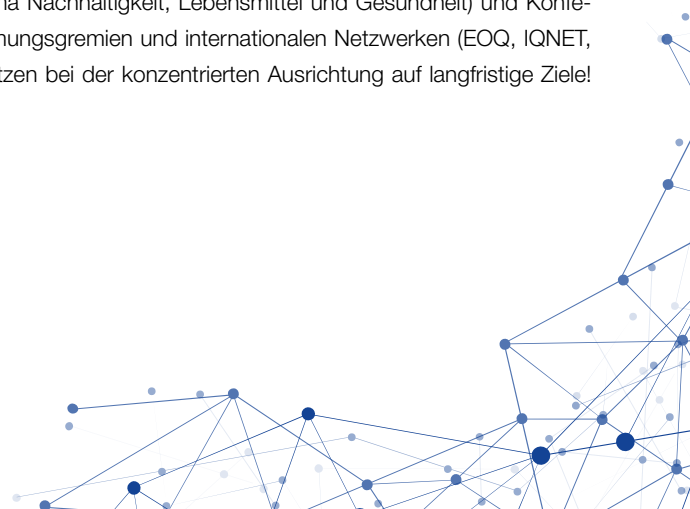 na Nachhaltigkeit, Lebensmittel und Gesundheit) und Konfe-
nungsgremien und internationalen Netzwerken (EOQ, IQNET,
tzen bei der konzentrierten Ausrichtung auf langfristige Ziele!